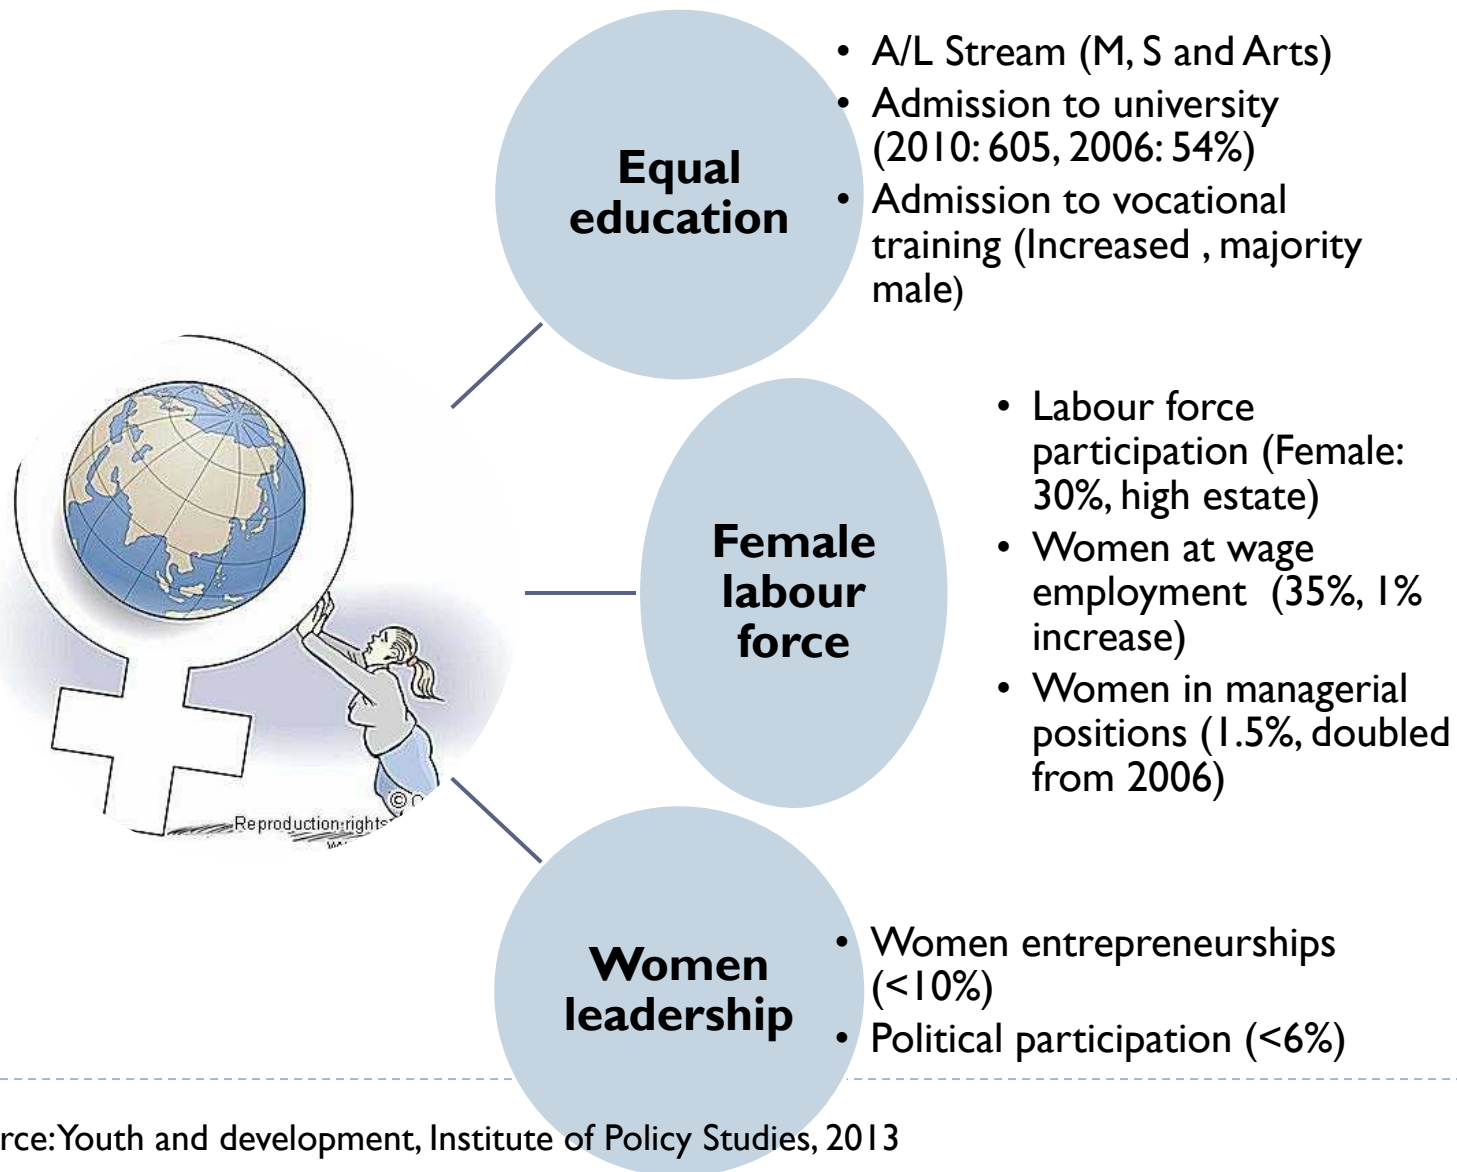 Equal
education
• A/L Stream (M, S and Arts)
• Admission to university
(2010: 605, 2006: 54%)
• Admission to vocational
training (Increased , majority
male)
Female
labour
force
• Labour force
participation (Female:
30%, high estate)
• Women at wage
employment (35%, 1%
increase)
• Women in managerial
positions (1.5%, doubled
from 2006)
©
Reproduction rights
Women
leadership
• Women entrepreneurships
(<10%)
• Political participation (<6%)
rce: Youth and development, Institute of Policy Studies, 2013